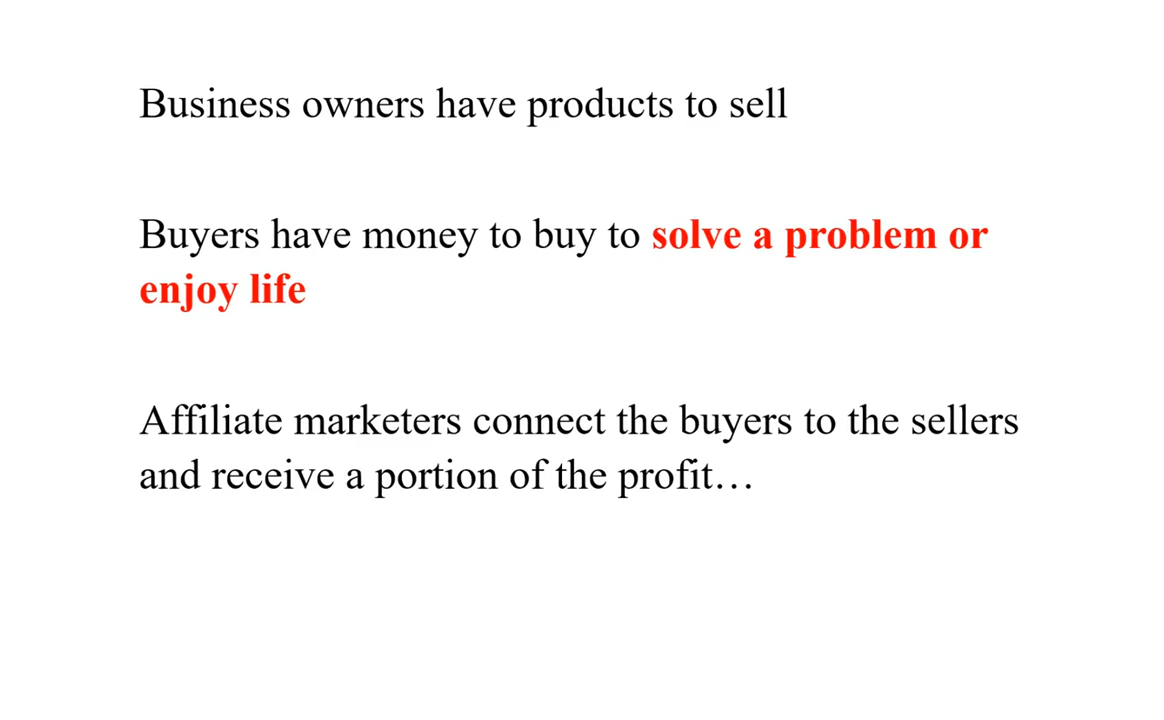 Business owners have products to sell
Buyers have money to buy to solve a problem or
enjoy life
Affiliate marketers connect the buyers to the sellers
and receive a portion of the profit…